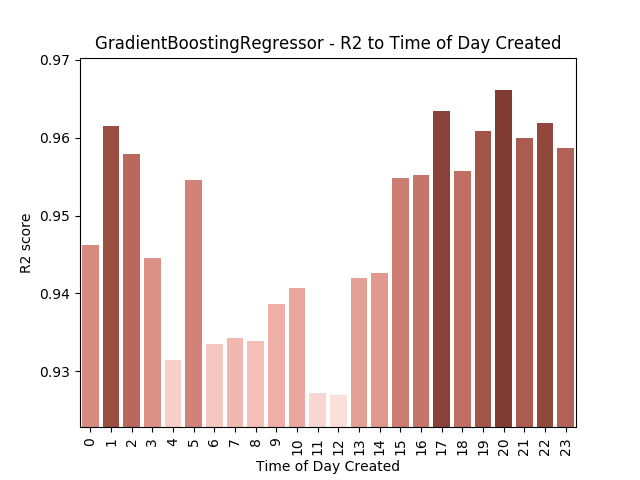 GradientBoostingRegressor - R2 to Time of Day Created
0.97
0.96
0.95
0.94
0.93
R2 score
0 1 2 3 4 5 6 7 8 9 10 11 12 13 14 15 16 17 18 19 20 21 22 23
Time of Day Created